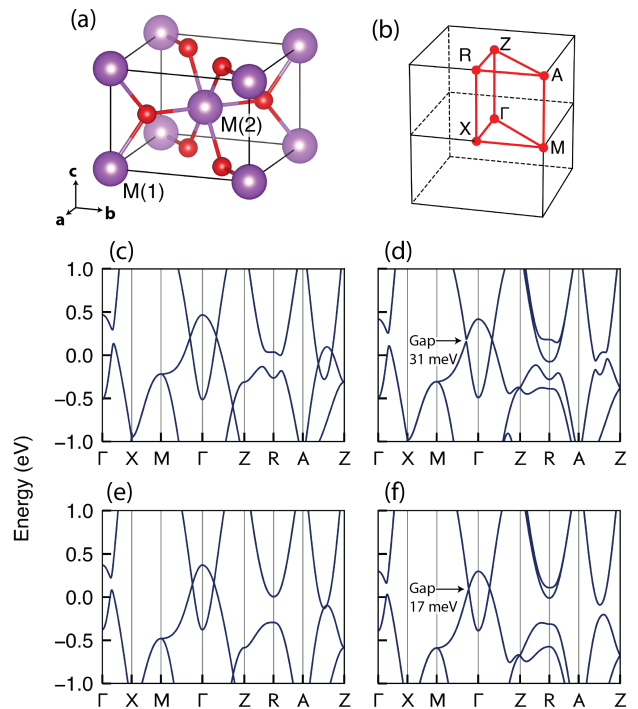 (a)
(b)
M(2)
M(1)
c
a
b
Z
R
A
Γ
X
M
(c)
(d)
1.0
0.5
0.0
−0.5
−1.0
Gap
31 meV
Γ X M Γ Z R A Z
Γ X M Γ Z R A Z
Energy (eV)
(e)
(f)
1.0
0.5
0.0
−0.5
−1.0
Gap
17 meV
Γ X M Γ Z R A Z
Γ X M Γ Z R A Z